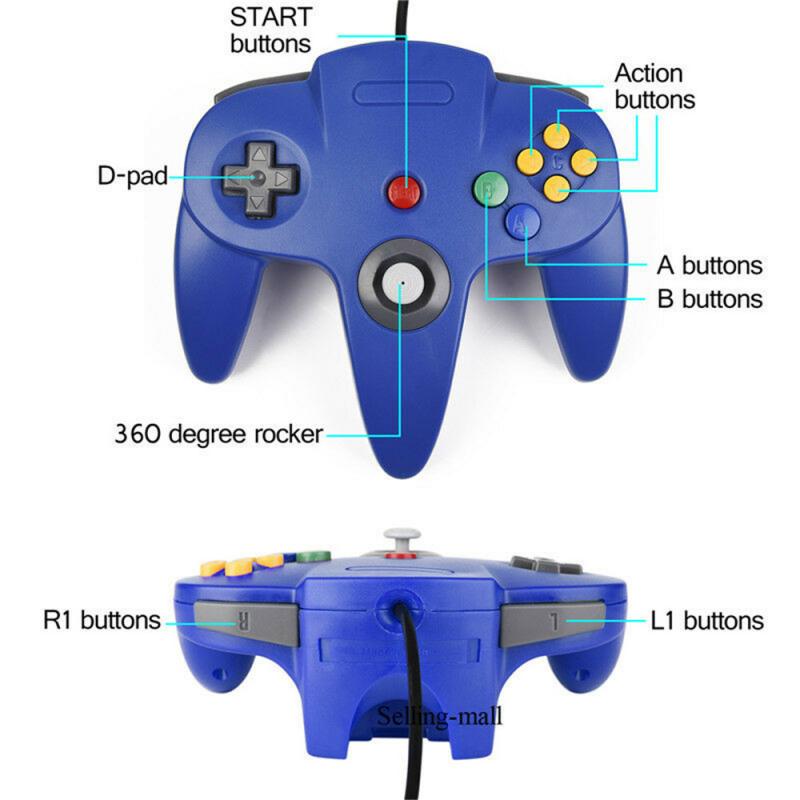 START
buttons
Action
buttons
D-pad
B
A
C
A buttons
B buttons
360 degree rocker
R1 buttons
R
L
L1 buttons
Selling-mall